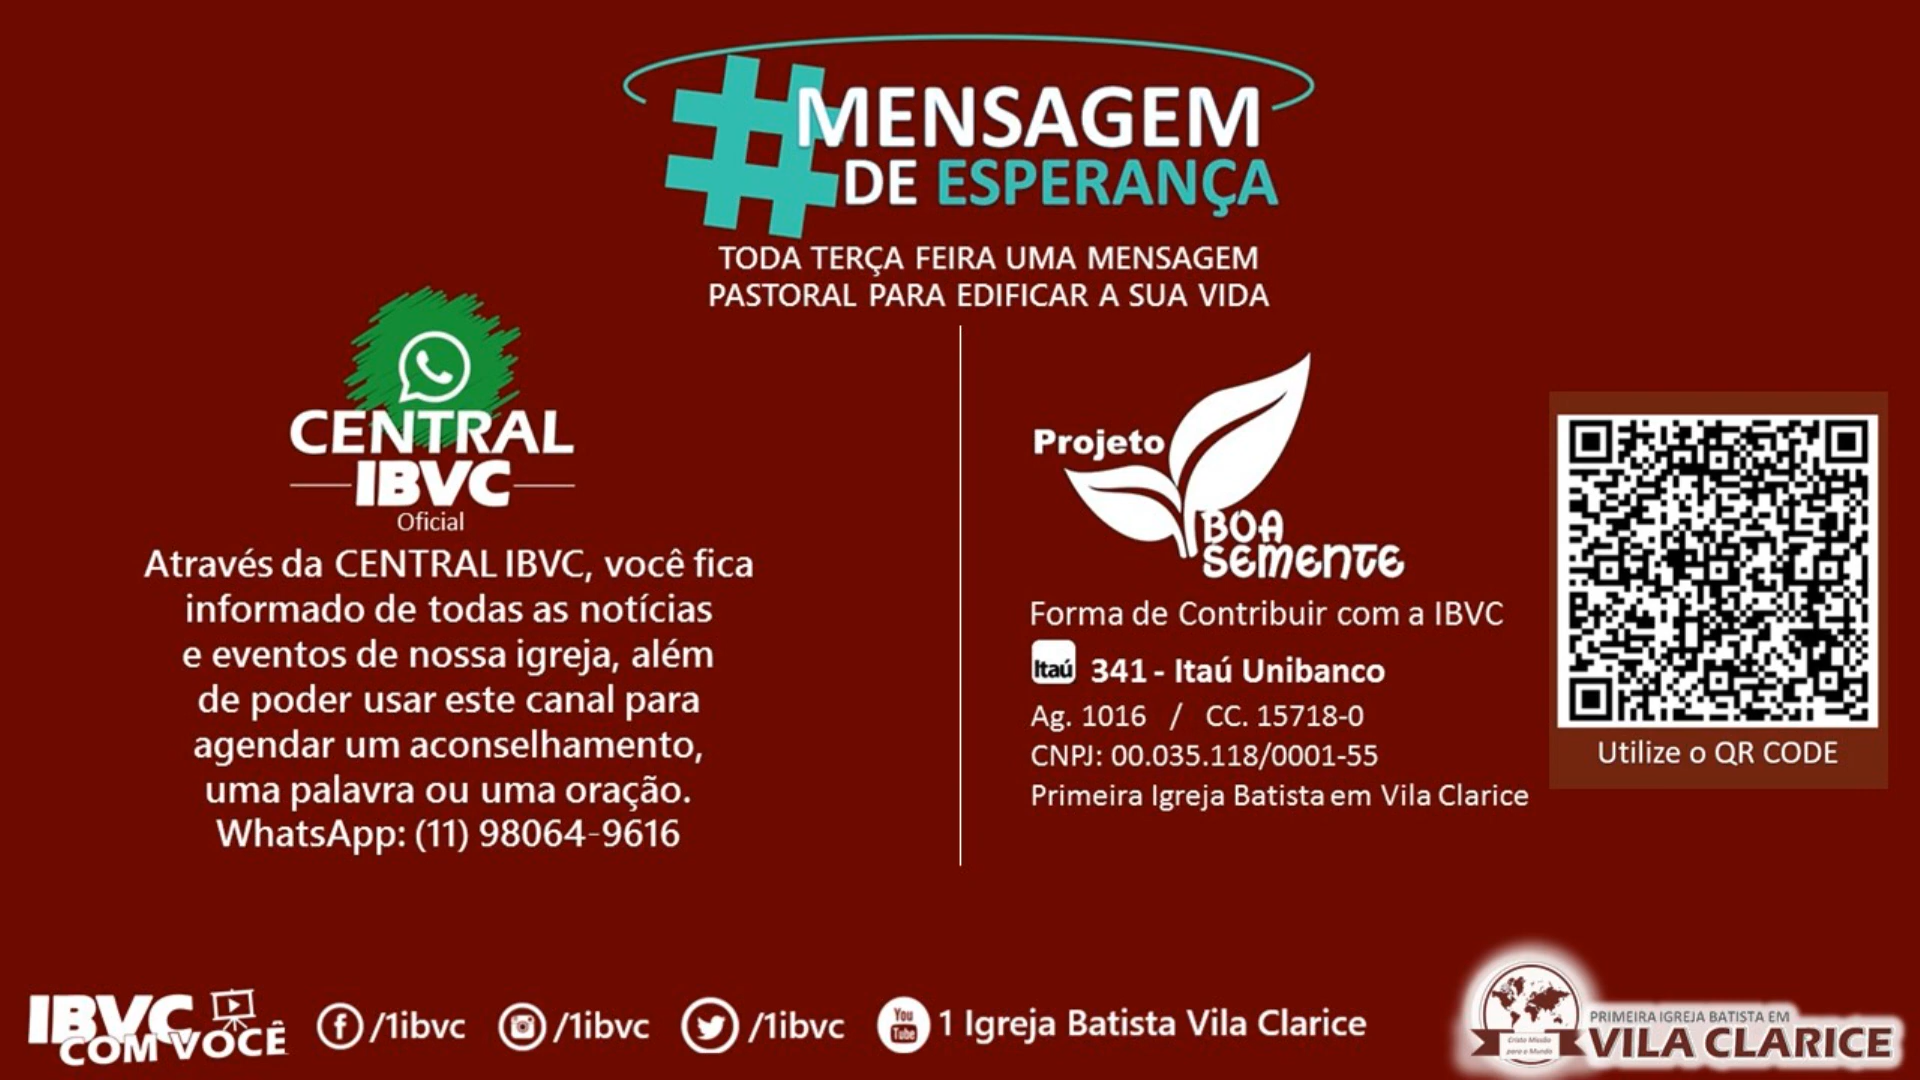 #MENSAGEM
DE ESPERANÇA
TODA TERÇA FEIRA UMA MENSAGEM
PASTORAL PARA EDIFICAR A SUA VIDA
CENTRAL
IBVC
Oficial
Através da CENTRAL IBVC, você fica
informado de todas as notícias
e eventos de nossa igreja, além
de poder usar este canal para
agendar um aconselhamento,
uma palavra ou uma oração.
WhatsApp: (11) 98064-9616
Projeto
BOA
SEMENTE
Forma de Contribuir com a IBVC
Itaú 341 - Itaú Unibanco
Ag. 1016 / CC. 15718-0
CNPJ: 00.035.118/0001-55
Primeira Igreja Batista em Vila Clarice
Utilize o QR CODE
IBVC
COM VOCÊ
/1ibvc
/1ibvc
/1ibvc
You
Tube
1 Igreja Batista Vila Clarice
Cristo Missão
para o Mundo
PRIMEIRA IGREJA BATISTA EM
VILA CLARICE